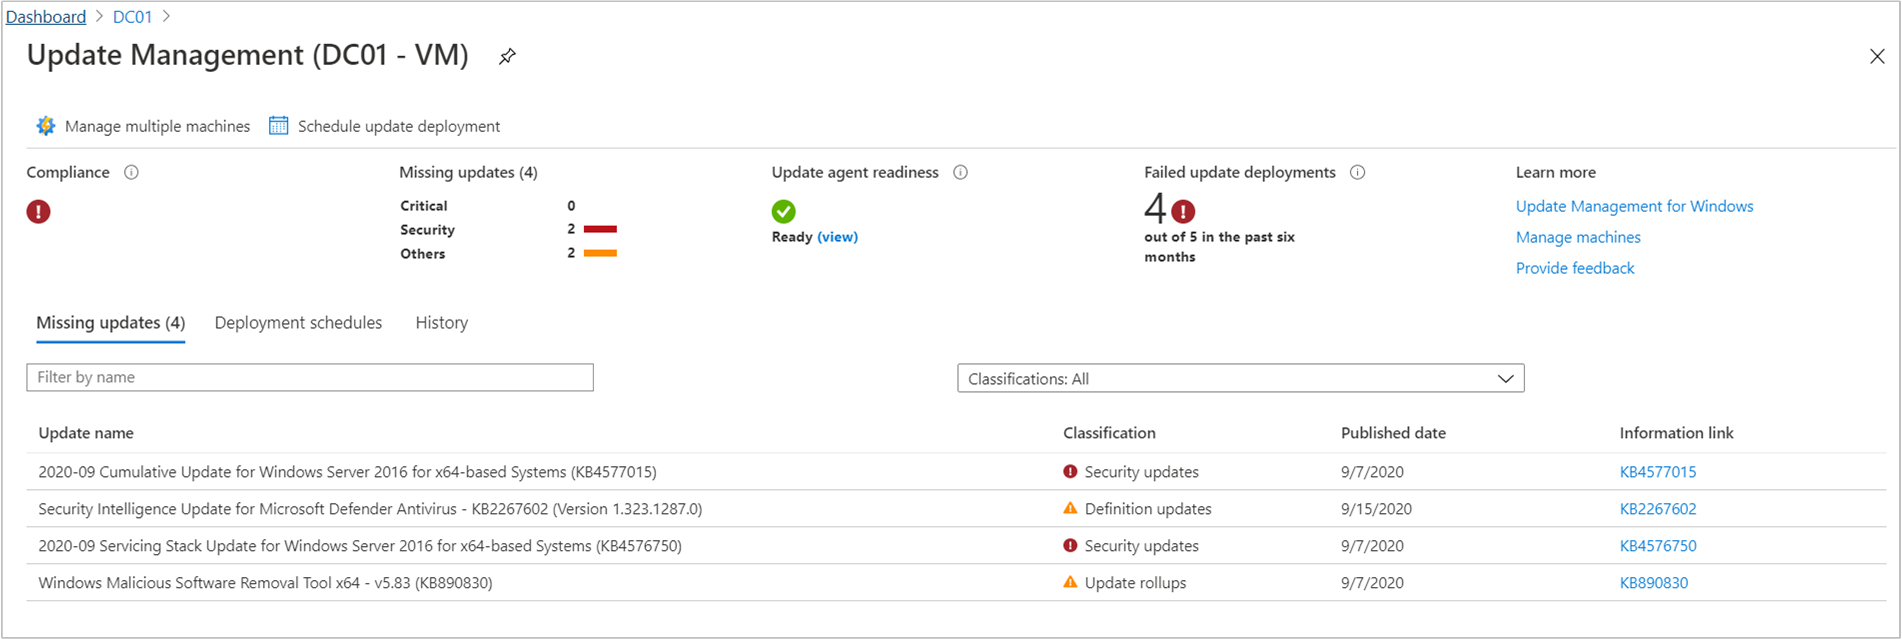 Dashboard > DC01 >
Update Management (DC01 - VM)
Manage multiple machines Schedule update deployment
Compliance
Missing updates (4)
Critical 0
Security 2
Others 2
Update agent readiness
Ready (view)
Failed update deployments
4
out of 5 in the past six
months
Learn more
Update Management for Windows
Manage machines
Provide feedback
Missing updates (4) Deployment schedules History
Filter by name Classifications: All
Update name Classification Published date Information link
2020-09 Cumulative Update for Windows Server 2016 for x64-based Systems (KB4577015) Security updates 9/7/2020 KB4577015
Security Intelligence Update for Microsoft Defender Antivirus - KB2267602 (Version 1.323.1287.0) Definition updates 9/15/2020 KB2267602
2020-09 Servicing Stack Update for Windows Server 2016 for x64-based Systems (KB4576750) Security updates 9/7/2020 KB4576750
Windows Malicious Software Removal Tool x64 - v5.83 (KB890830) Update rollups 9/7/2020 KB890830